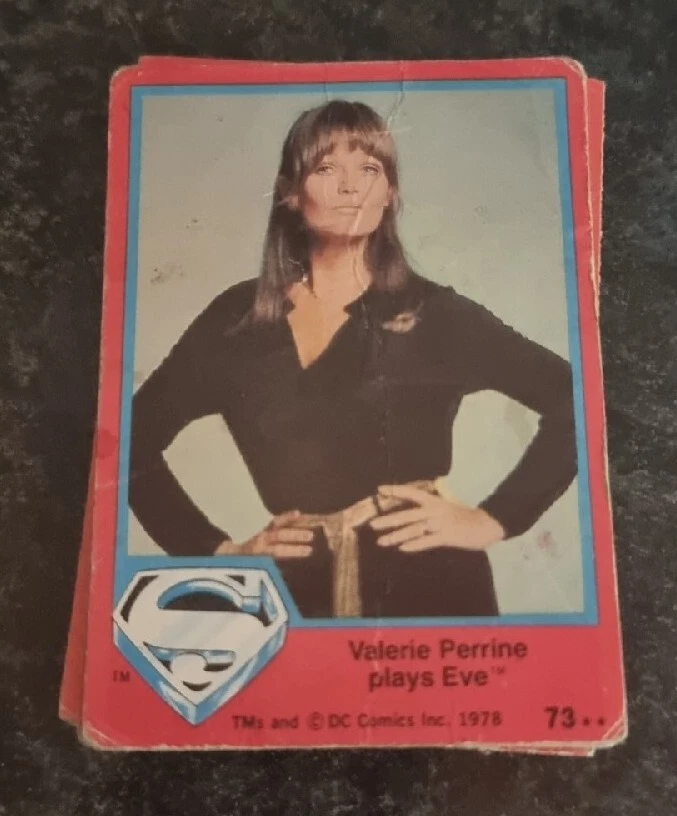 Valerie Perrine
plays Eve™
S
TM
TMs and © DC Comics Inc. 1978 73**